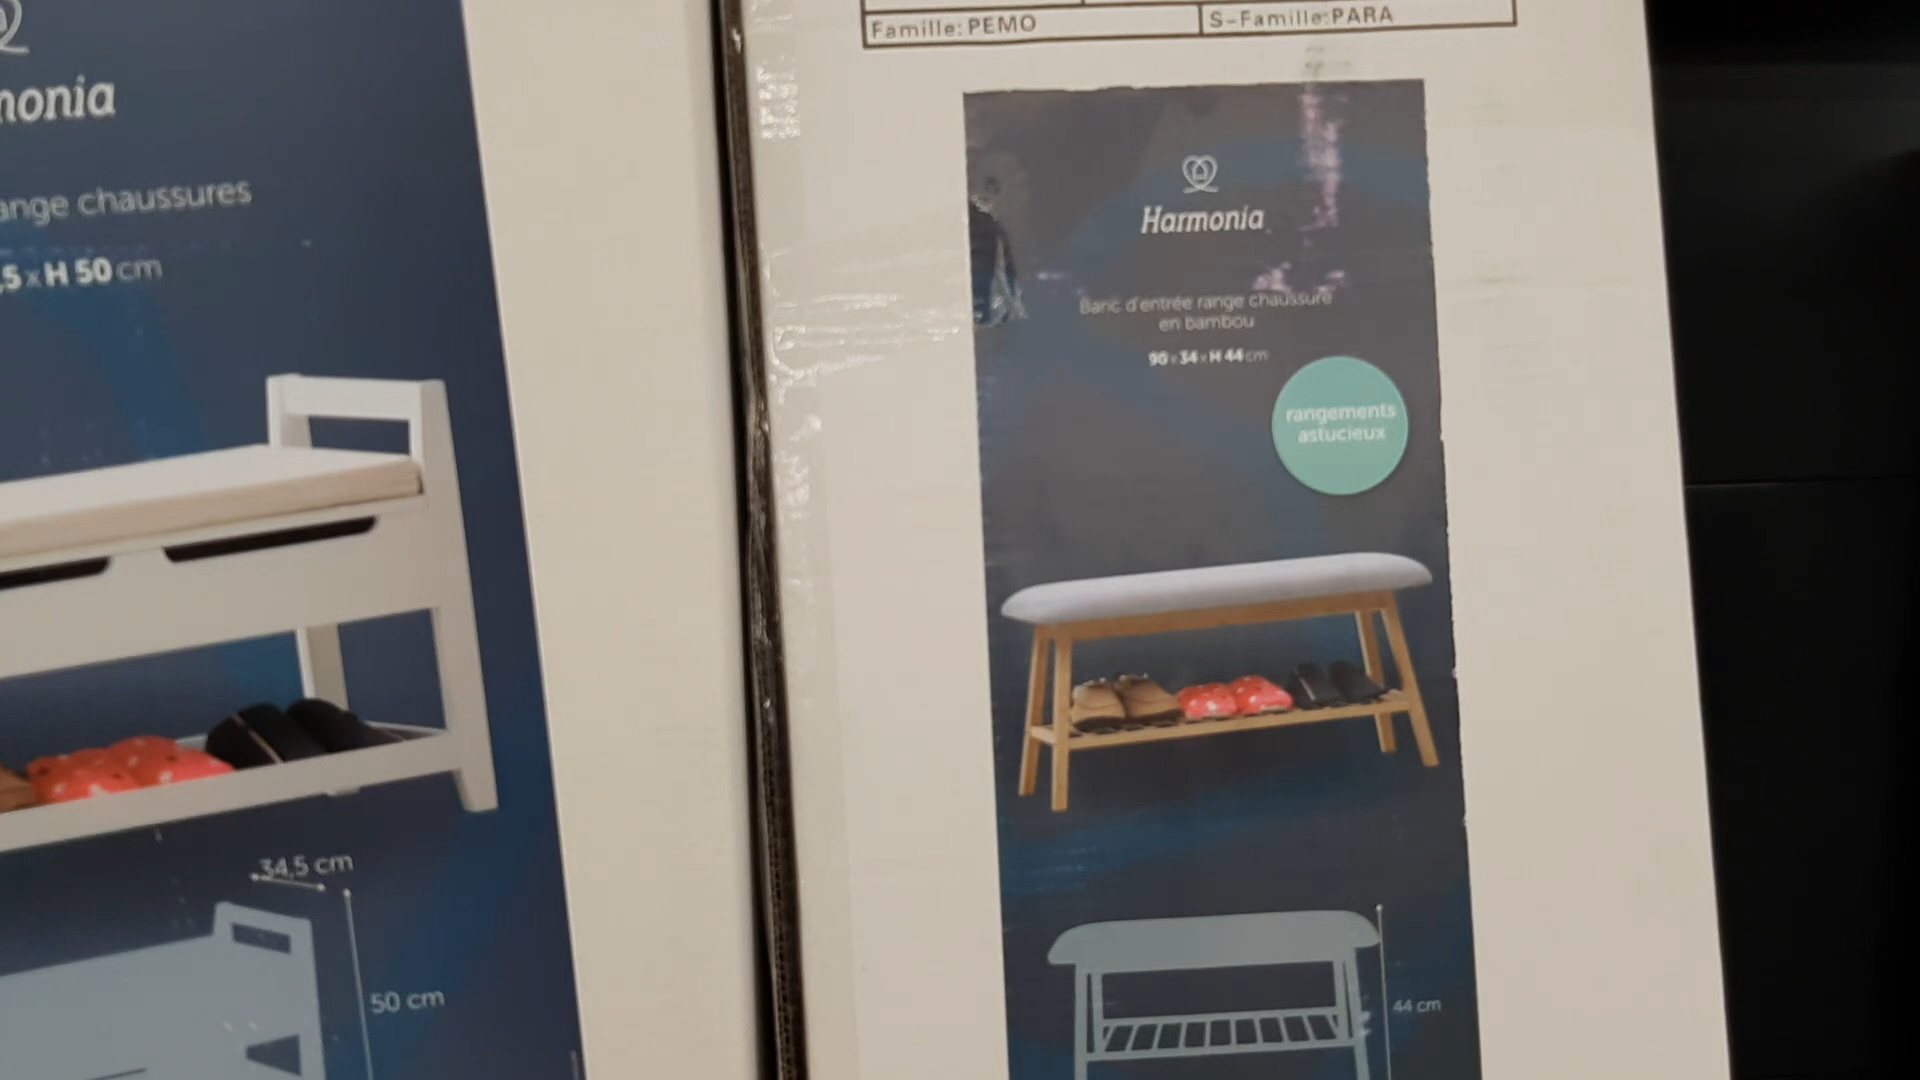 monia
ange chaussures
,5 x H 50 cm
34,5 cm
50 cm
Famille: PEMO
S-Famille: PARA
Harmonia
Banc d'entrée range chaussure
en bambou
90 x 34 x H 44 cm
rangements
astucieux
44 cm